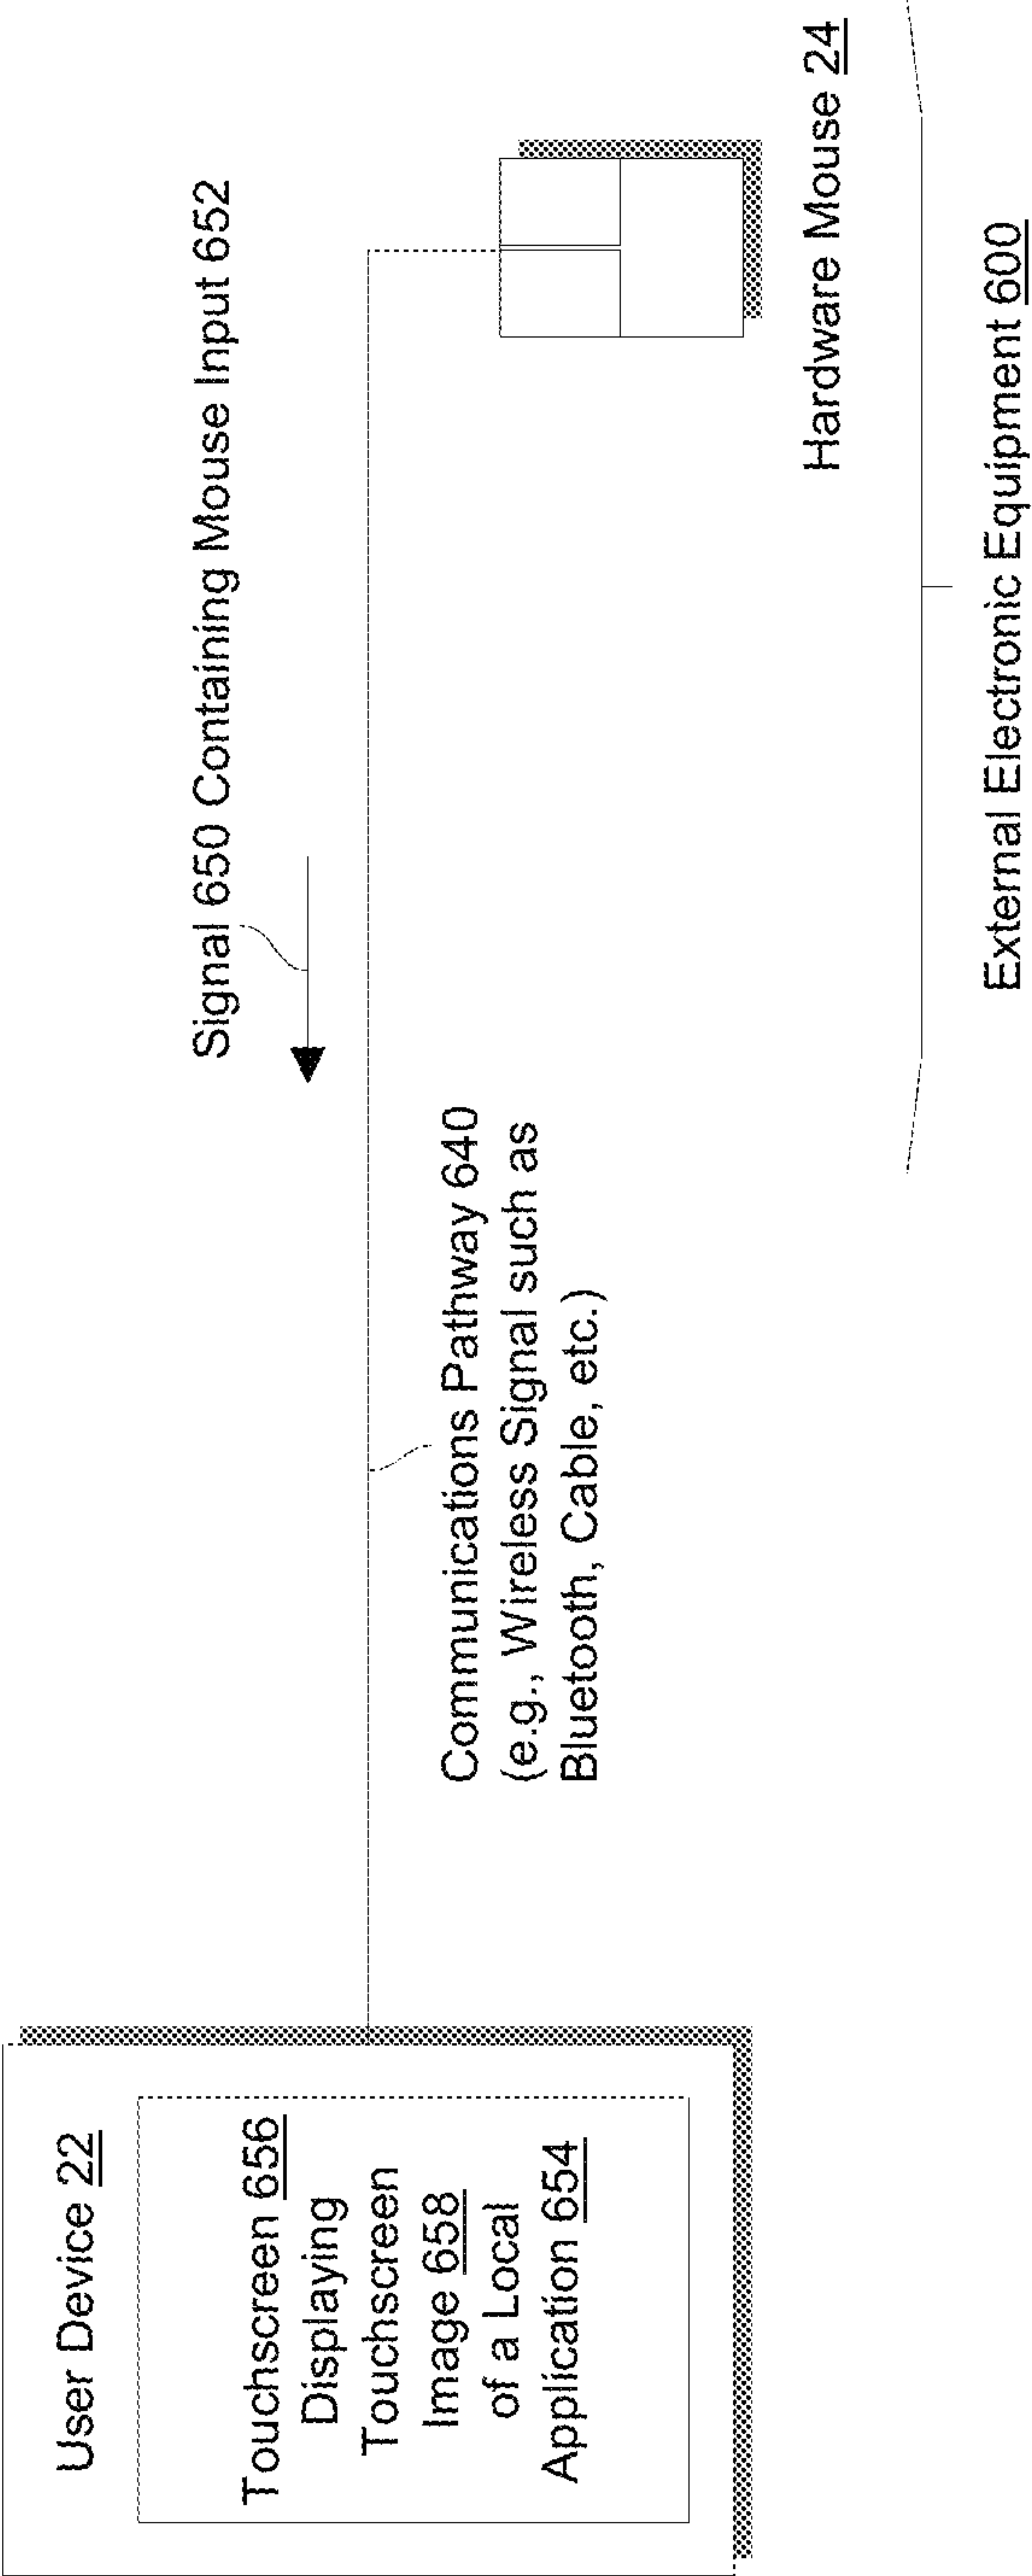 User Device 22
Touchscreen 656
Displaying
Touchscreen
Image 658
of a Local
Application 654
Signal 650 Containing Mouse Input 652
Communications Pathway 640
(e.g., Wireless Signal such as
Bluetooth, Cable, etc.)
Hardware Mouse 24
External Electronic Equipment 600